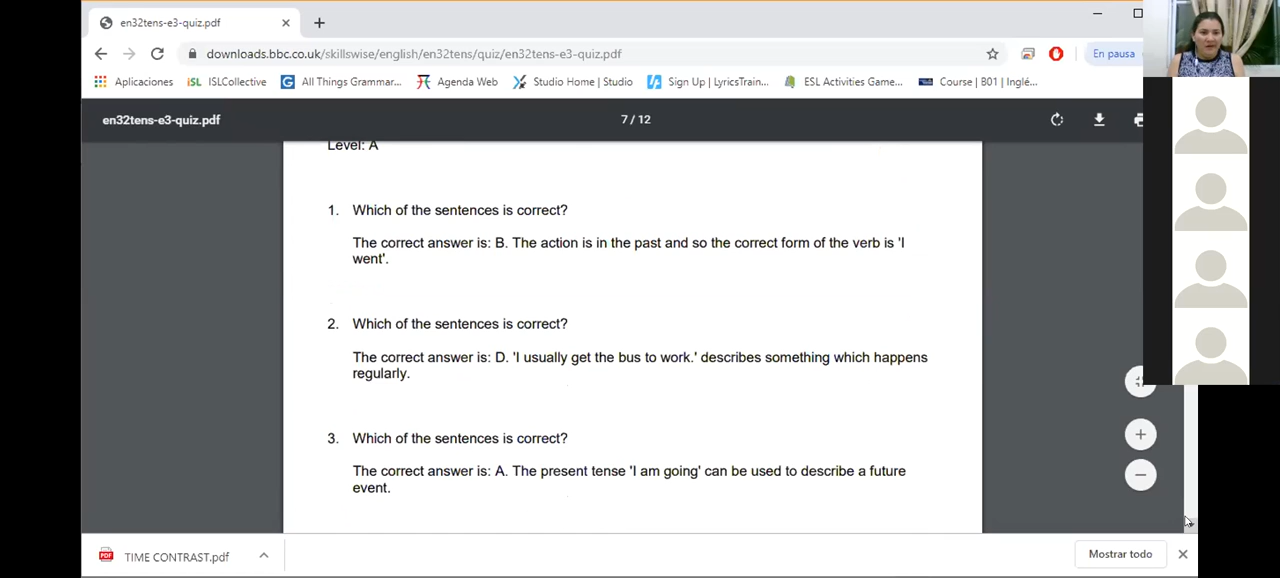 en32tens-e3-quiz.pdf
downloads.bbc.co.uk/skillswise/english/en32tens/quiz/en32tens-e3-quiz.pdf
En pausa
Aplicaciones
iSL ISLCollective
G All Things Grammar...
Agenda Web
Studio Home | Studio
Sign Up | LyricsTrain...
ESL Activities Game...
Course | B01 | Inglé...
en32tens-e3-quiz.pdf
7 / 12
Level: A
1. Which of the sentences is correct?
The correct answer is: B. The action is in the past and so the correct form of the verb is 'I
went'.
2. Which of the sentences is correct?
The correct answer is: D. 'I usually get the bus to work.' describes something which happens
regularly.
3. Which of the sentences is correct?
The correct answer is: A. The present tense 'I am going' can be used to describe a future
event.
PDF
TIME CONTRAST.pdf
Mostrar todo